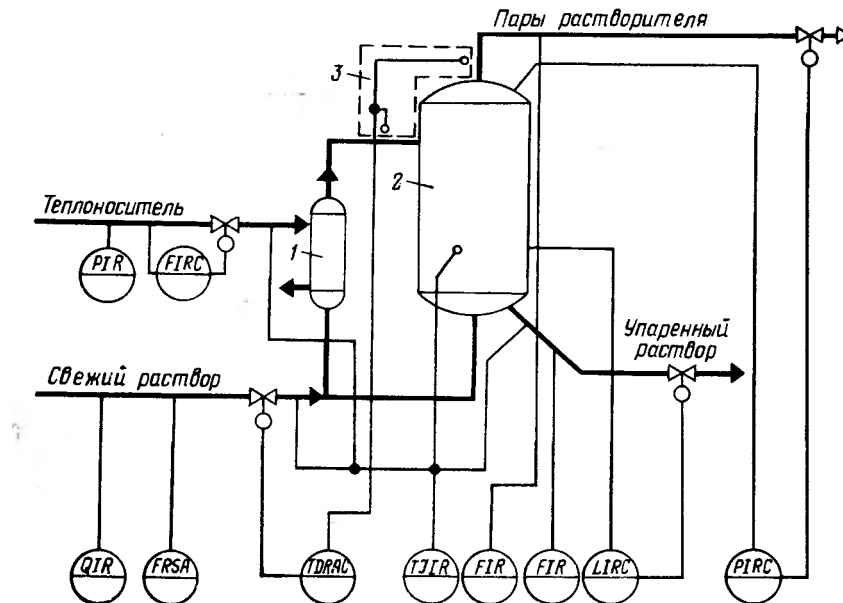 Пары растворителя
3
2
Теплоноситель
1
PIR
FIRC
Упаренный
раствор
Свежий раствор
QIR
FRSA
TDRAC
TJIR
FIR
FIR
LIRC
PIRC